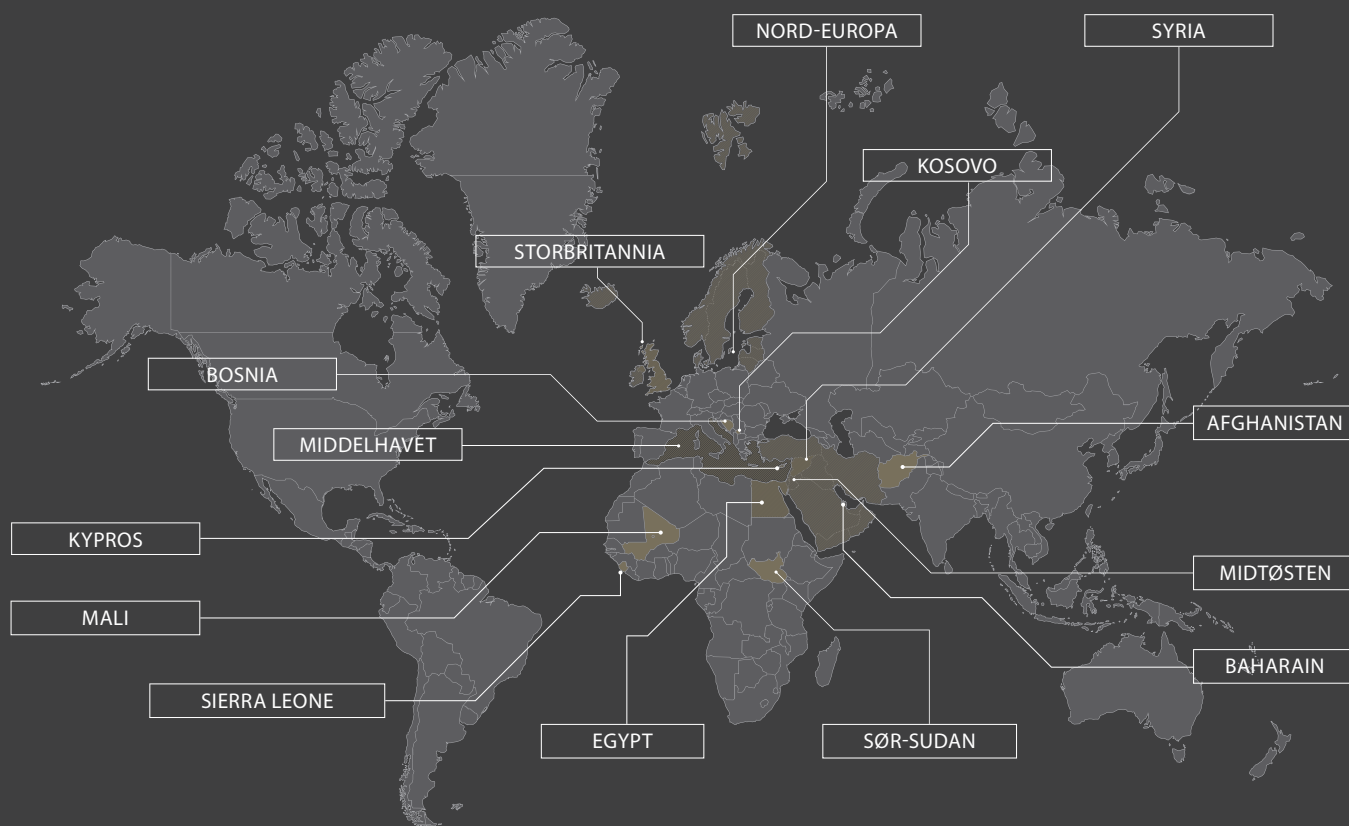 NORD-EUROPA
SYRIA
KOSOVO
STORBRITANNIA
BOSNIA
AFGHANISTAN
MIDDELHAVET
KYPROS
MIDTØSTEN
MALI
BAHARAIN
SIERRA LEONE
EGYPT
SØR-SUDAN